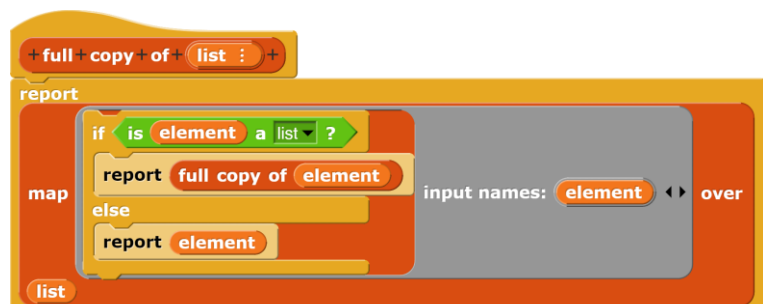 +full+copy+of+ list ⋮ +
report
if is element a list ▾ ?
report full copy of element
map input names: element ◂▸ over
else
report element
list